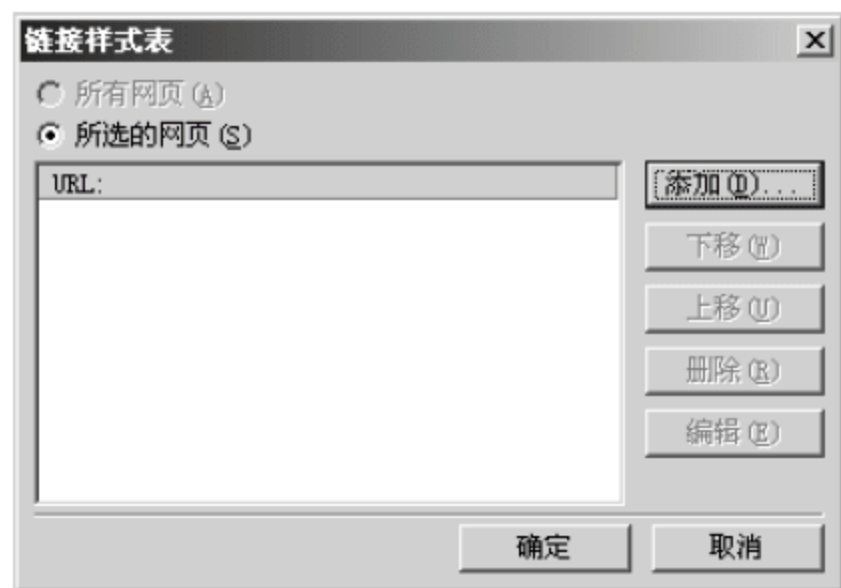 链接样式表
所有网页(A)
所选的网页(S)
URL:
添加(D)...
下移(W)
上移(U)
删除(R)
编辑(E)
确定
取消